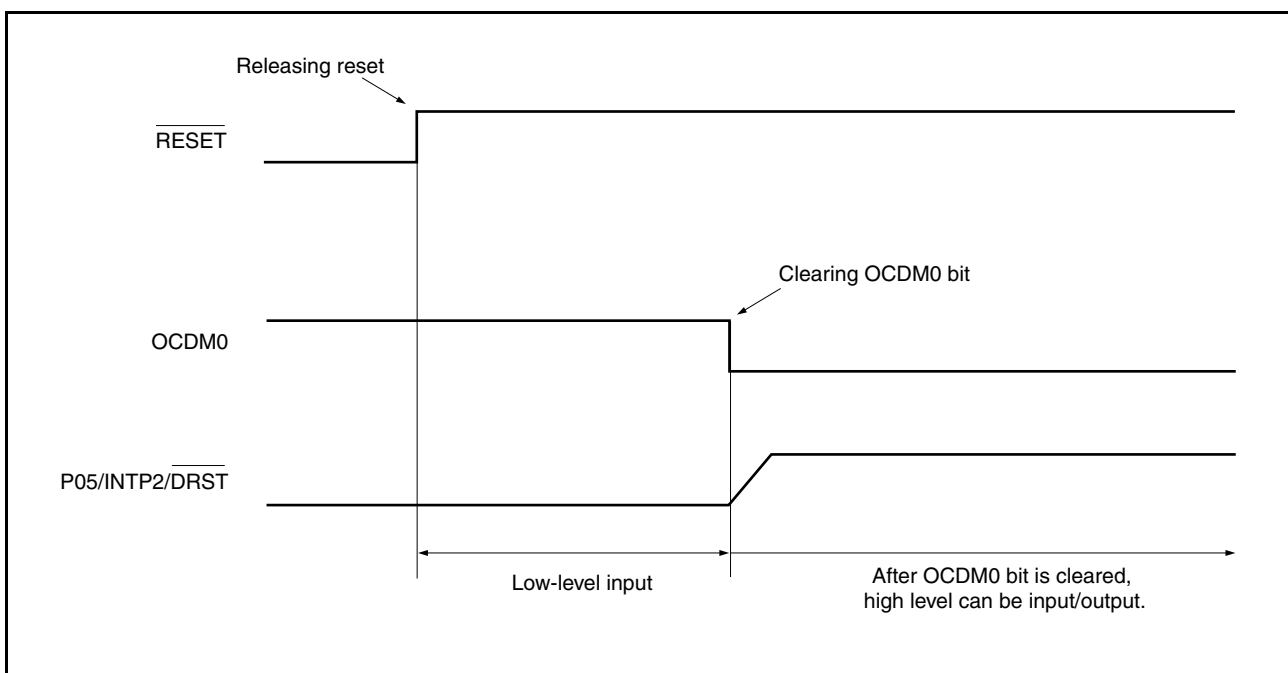 Releasing reset
RESET
Clearing OCDM0 bit
OCDM0
P05/INTP2/DRST
Low-level input
After OCDM0 bit is cleared,
high level can be input/output.